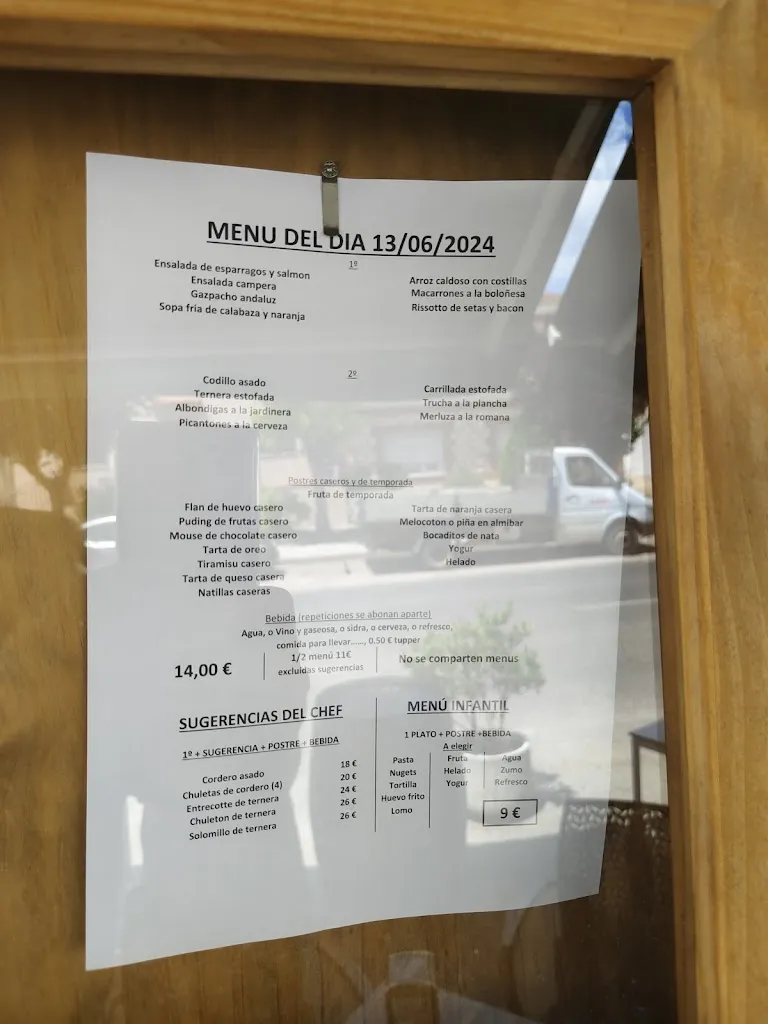 MENU DEL DIA 13/06/2024
1º
Ensalada de esparragos y salmon
Ensalada campera
Gazpacho andaluz
Sopa fria de calabaza y naranja
Arroz caldoso con costillas
Macarrones a la boloñesa
Rissotto de setas y bacon
2º
Codillo asado
Ternera estofada
Albondigas a la jardinera
Picantones a la cerveza
Carrillada estofada
Trucha a la plancha
Merluza a la romana
Postres caseros y de temporada
Fruta de temporada
Flan de huevo casero
Puding de frutas casero
Mouse de chocolate casero
Tarta de oreo
Tiramisu casero
Tarta de queso casera
Natillas caseras
Tarta de naranja casera
Melocoton o piña en almibar
Bocaditos de nata
Yogur
Helado
Bebida (repeticiones se abonan aparte)
Agua, o Vino y gaseosa, o sidra, o cerveza, o refresco,
comida para llevar......, 0.50 € tupper
14,00 €
1/2 menú 11€
excluidas sugerencias
No se comparten menus
SUGERENCIAS DEL CHEF
1º + SUGERENCIA + POSTRE + BEBIDA
Cordero asado 18 €
Chuletas de cordero (4) 20 €
Entrecotte de ternera 24 €
Chuleton de ternera 26 €
Solomillo de ternera 26 €
MENÚ INFANTIL
1 PLATO + POSTRE +BEBIDA
A elegir
Pasta Fruta Agua
Nugets Helado Zumo
Tortilla Yogur Refresco
Huevo frito
Lomo
9 €